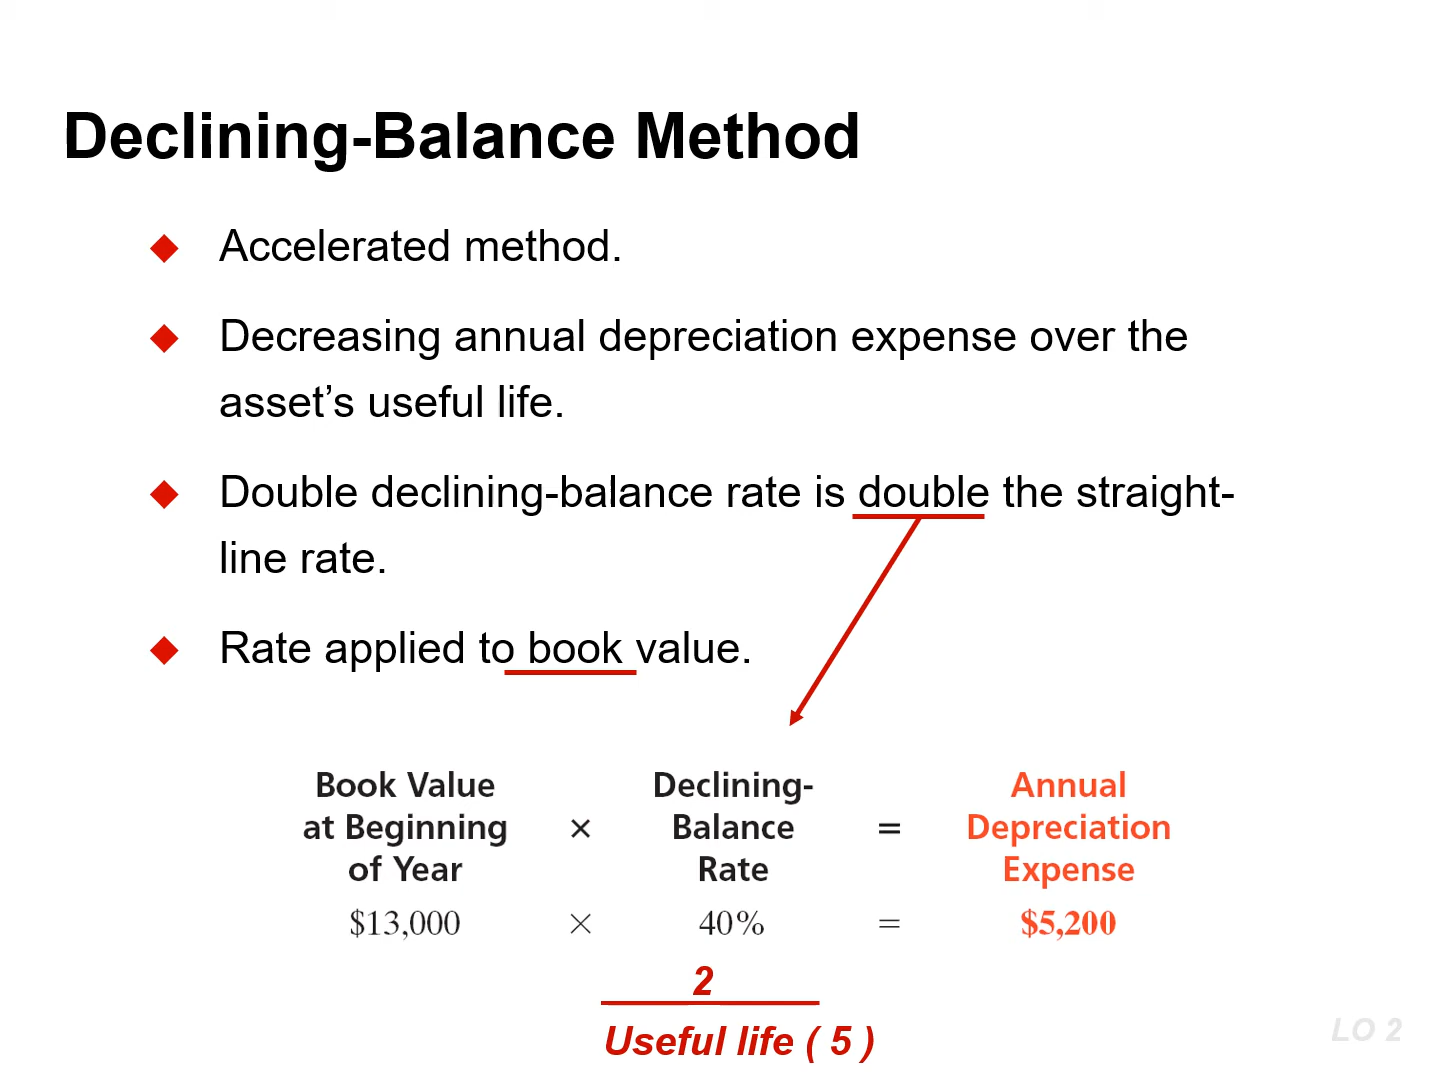 Declining-Balance Method
Accelerated method.
Decreasing annual depreciation expense over the
asset’s useful life.
Double declining-balance rate is double the straight-
line rate.
Rate applied to book value.
Book Value Declining- Annual
at Beginning × Balance = Depreciation
of Year Rate Expense
$13,000 × 40% = $5,200
2
Useful life ( 5 )
LO 2